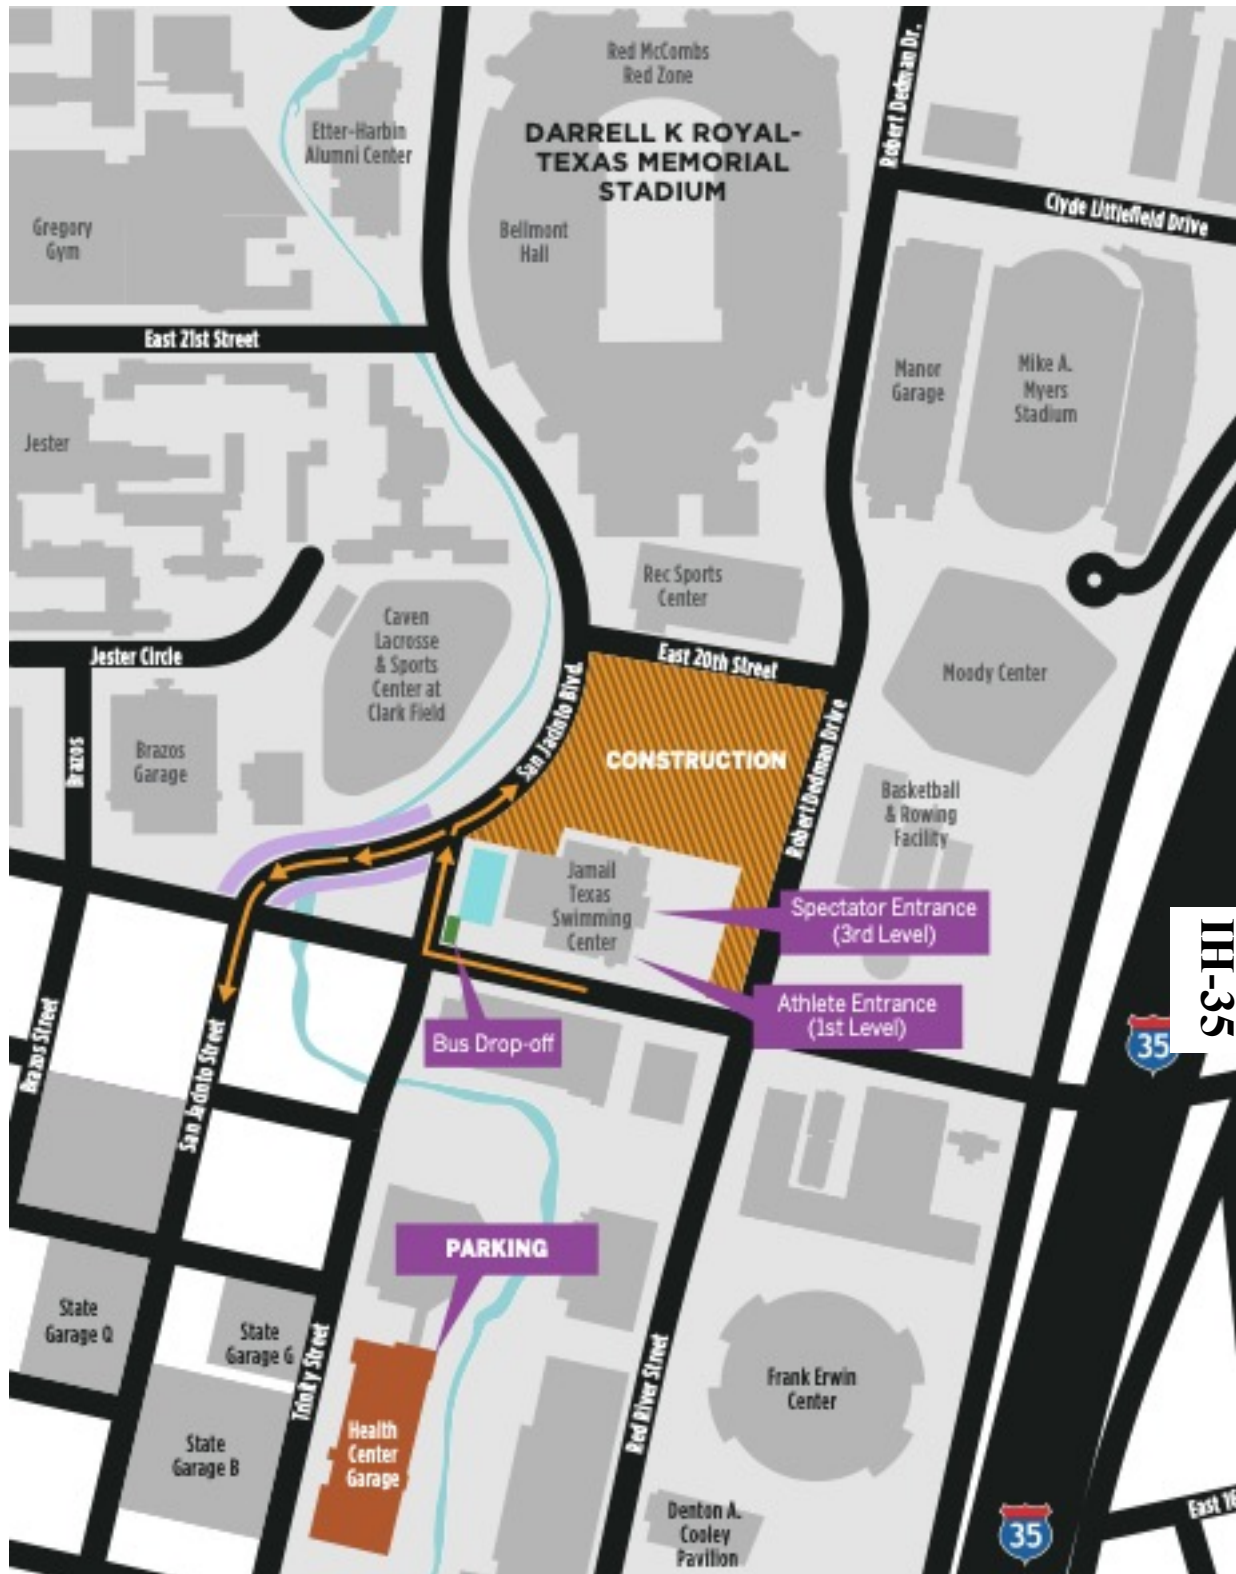 Red McCombs
Red Zone
DARRELL K ROYAL-
TEXAS MEMORIAL
STADIUM
Robert Dedman Dr.
Etter-Harbin
Alumni Center
Gregory
Gym
Bellmont
Hall
Clyde Littlefield Drive
East 21st Street
Jester
Manor
Garage
Mike A.
Myers
Stadium
Rec Sports
Center
Caven
Lacrosse
& Sports
Center at
Clark Field
Jester Circle
East 20th Street
Moody Center
San Jacinto Blvd.
Brazos
Brazos
Garage
CONSTRUCTION
Robert Dedman Drive
Basketball
& Rowing
Facility
Jamail
Texas
Swimming
Center
Spectator Entrance
(3rd Level)
Athlete Entrance
(1st Level)
IH-35
35
Bus Drop-off
Brazos Street
San Jacinto Street
PARKING
State
Garage Q
State
Garage G
Trinity Street
Red River Street
Frank Erwin
Center
Health
Center
Garage
State
Garage B
Denton A.
Cooley
Pavilion
35
East 16